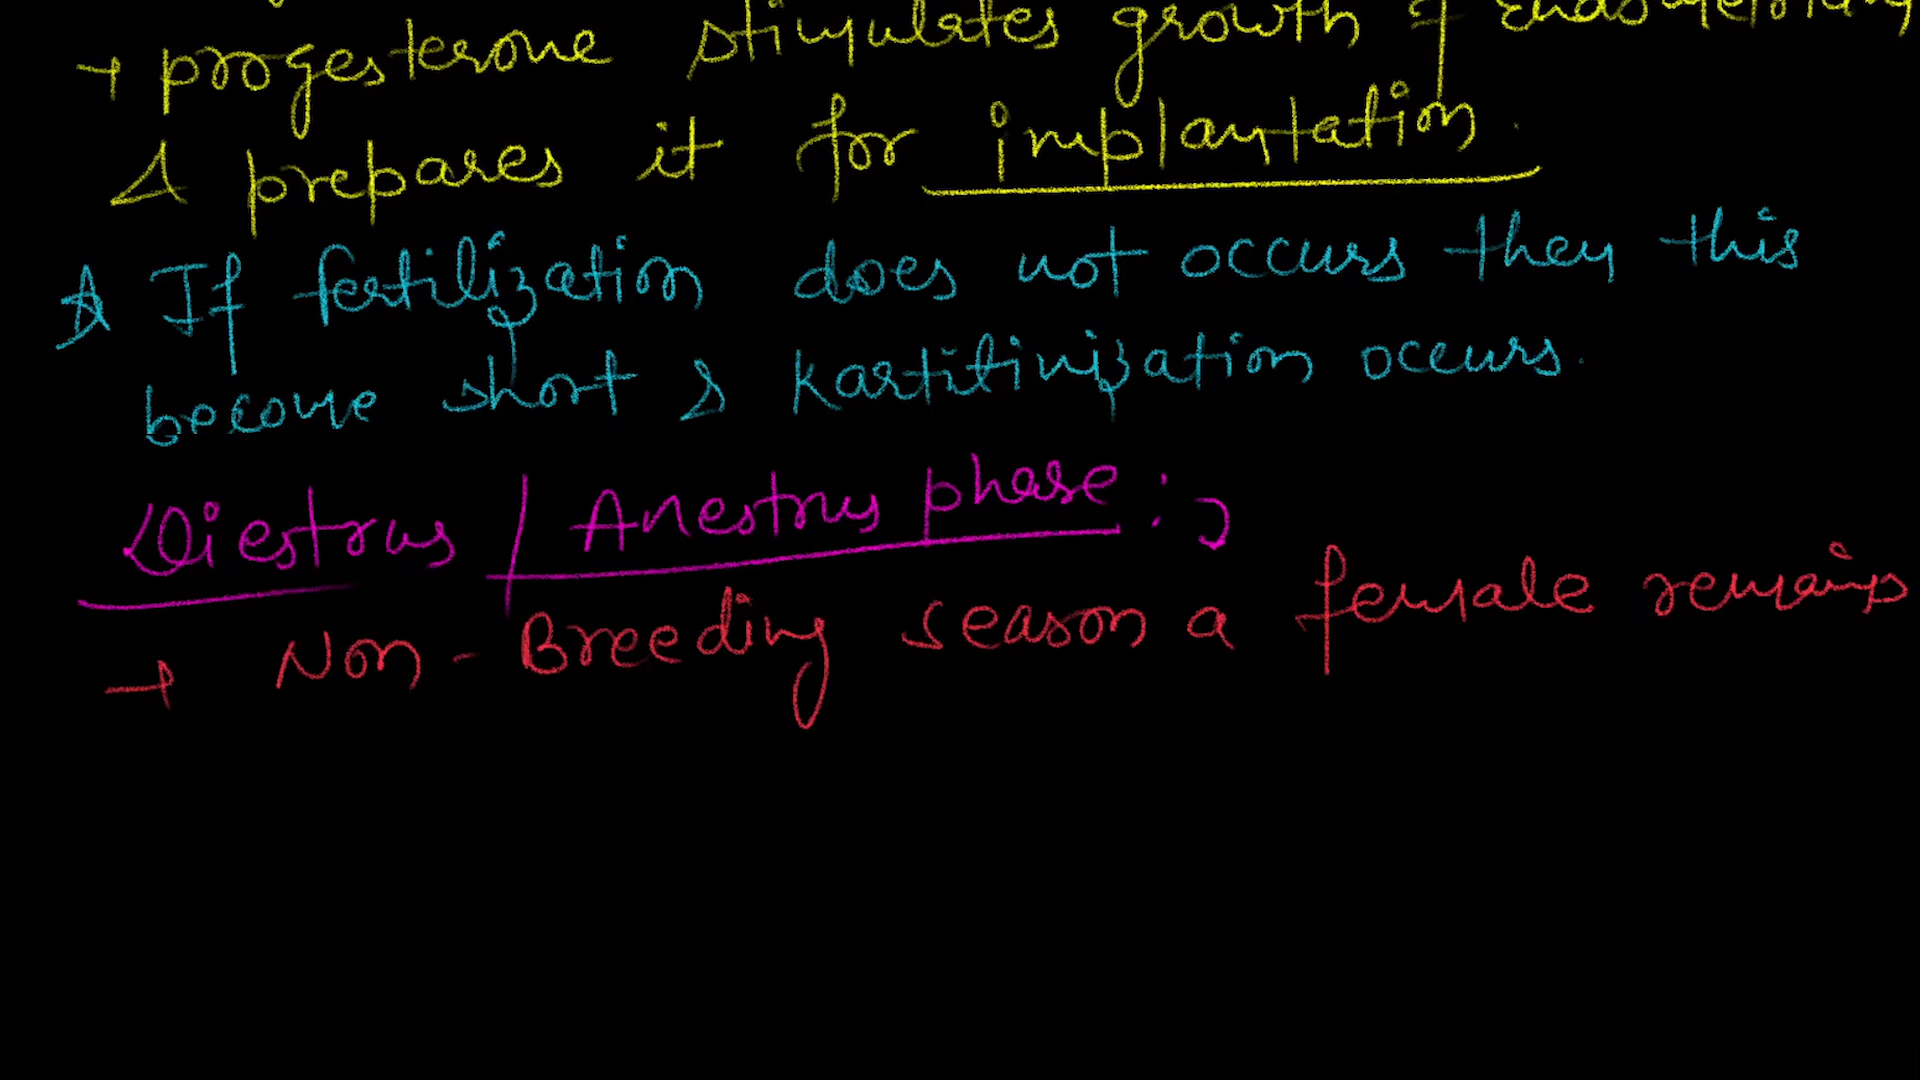 → progesterone stimulates growth of endometrium
& prepares it for implantation.
☆ If fertilization does not occurs then this
become short & kartitinization occurs.
Diestrus / Anestrus phase :→
→ Non-Breeding season a female remains